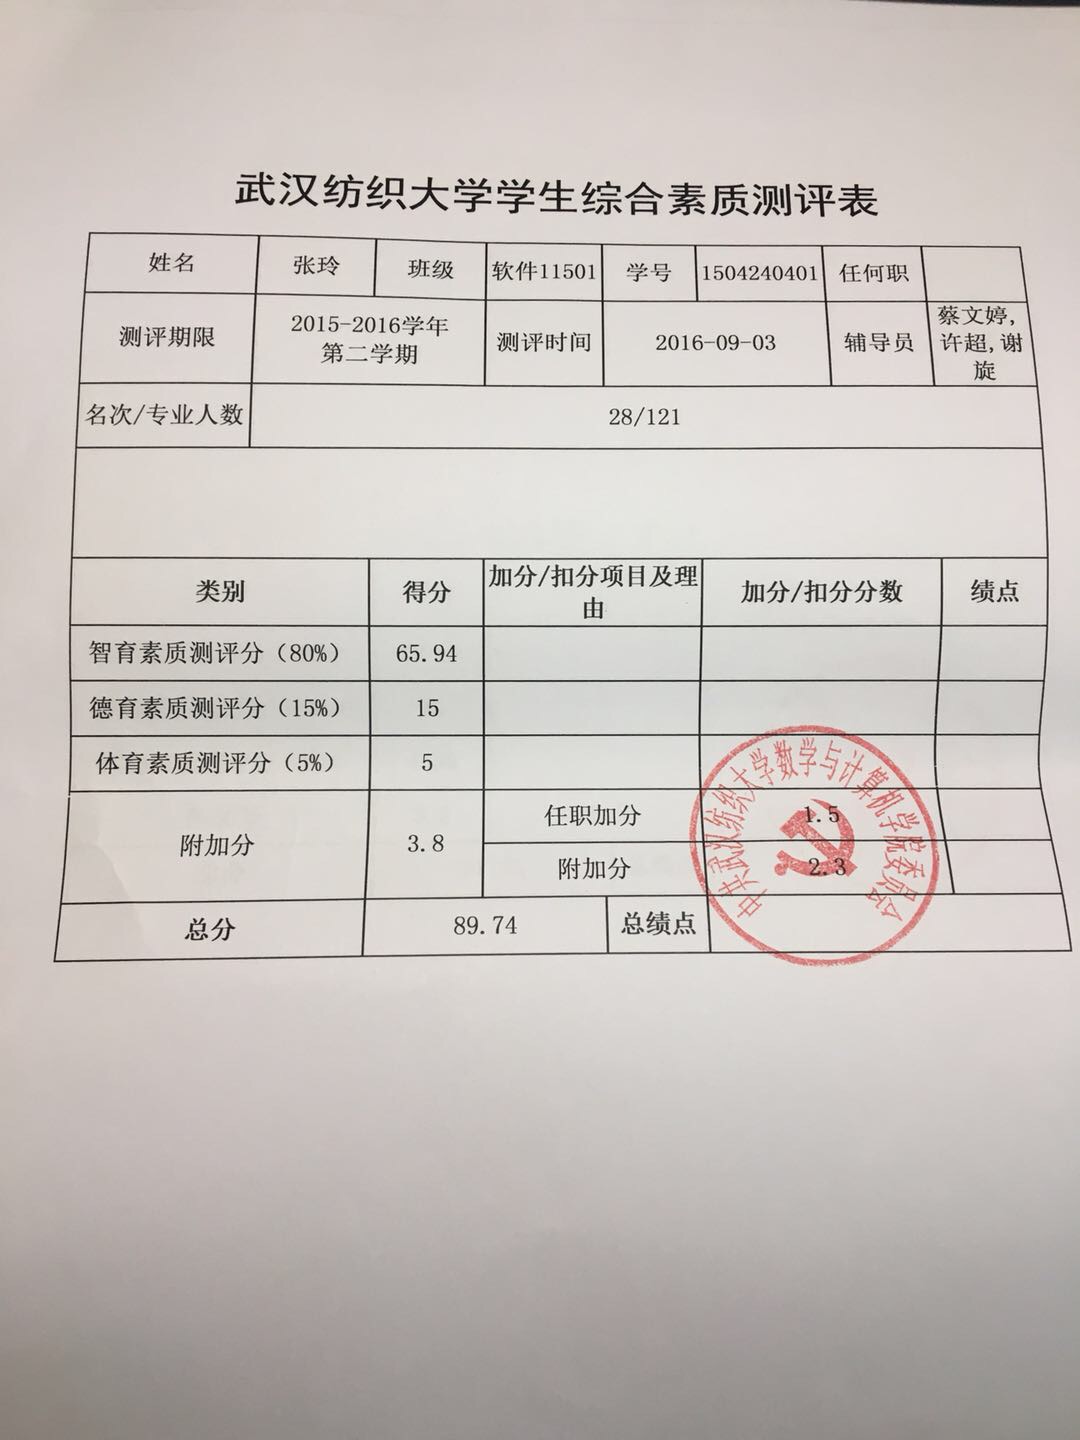 武汉纺织大学学生综合素质测评表
姓名 张玲 班级 软件11501 学号 1504240401 任何职
测评期限 2015-2016学年 第二学期 测评时间 2016-09-03 辅导员 蔡文婷,许超,谢旋
名次/专业人数 28/121
类别 得分 加分/扣分项目及理由 加分/扣分分数 绩点
智育素质测评分（80%） 65.94
德育素质测评分（15%） 15
体育素质测评分（5%） 5
附加分 3.8 任职加分 1.5
附加分 2.3
总分 89.74 总绩点
中共武汉纺织大学数学与计算机学院委员会